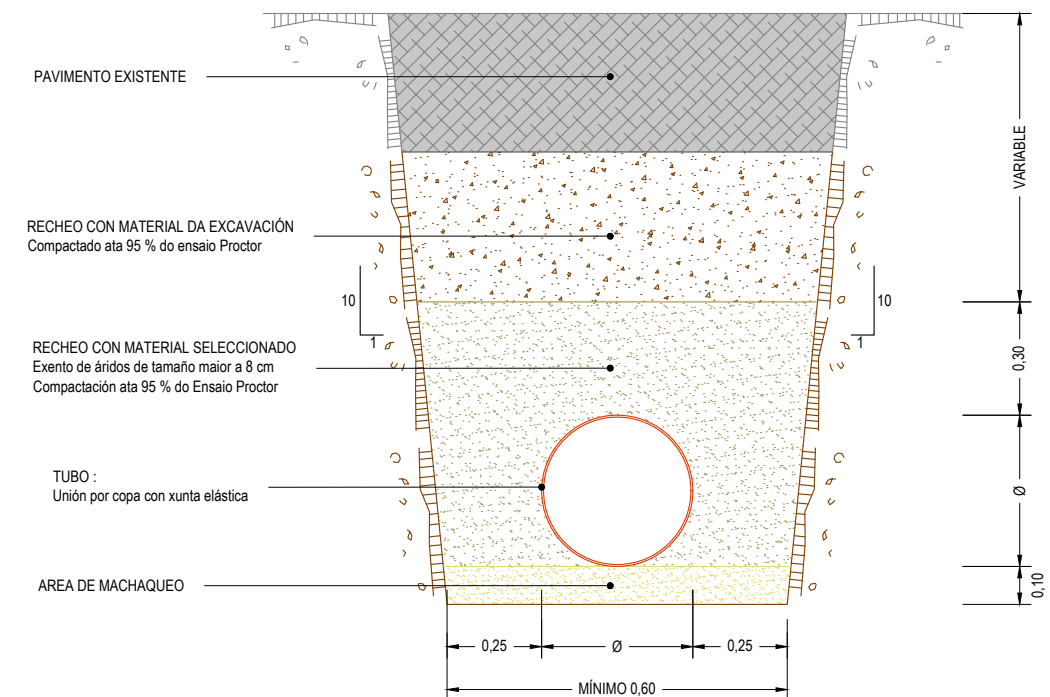 PAVIMENTO EXISTENTE
RECHEO CON MATERIAL DA EXCAVACIÓN
Compactado ata 95 % do ensaio Proctor
10
1
10
1
RECHEO CON MATERIAL SELECCIONADO
Exento de áridos de tamaño maior a 8 cm
Compactación ata 95 % do Ensaio Proctor
TUBO :
Unión por copa con xunta elástica
AREA DE MACHAQUEO
VARIABLE
0,30
Ø
0,10
0,25
Ø
0,25
MÍNIMO 0,60